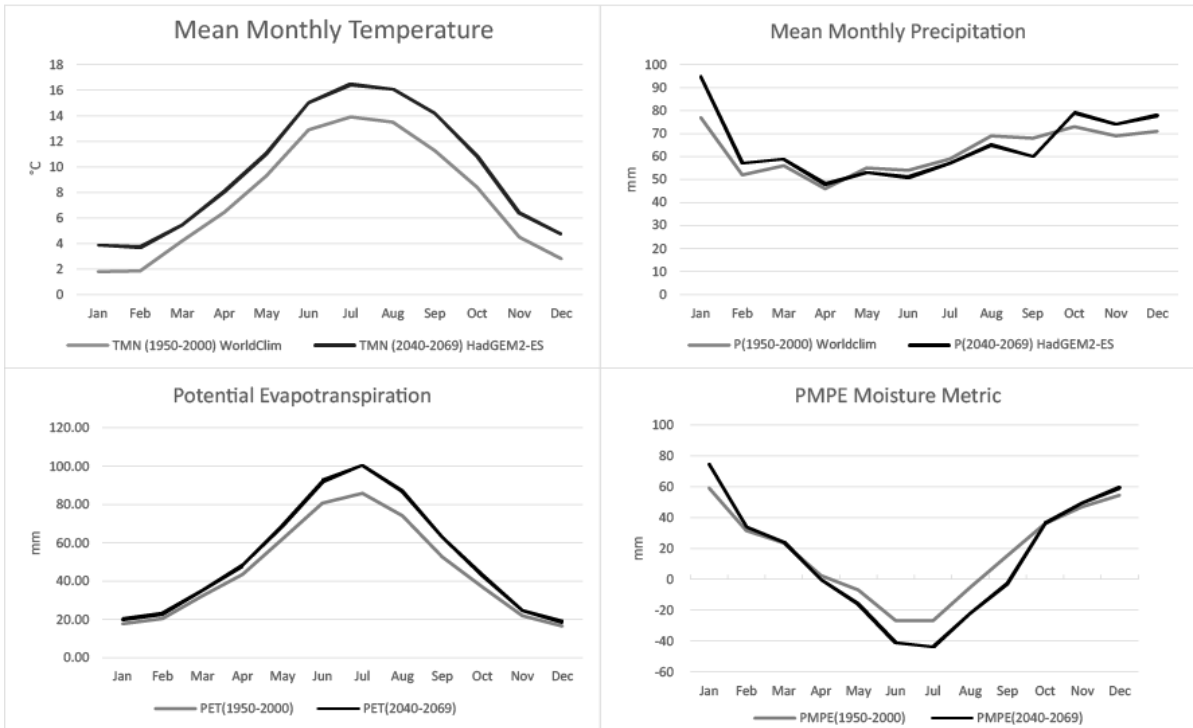 Mean Monthly Temperature
18
16
14
12
10
8
6
4
2
0
°C
Jan Feb Mar Apr May Jun Jul Aug Sep Oct Nov Dec
TMN (1950-2000) WorldClim TMN (2040-2069) HadGEM2-ES
Mean Monthly Precipitation
100
90
80
70
60
50
40
30
20
10
0
mm
Jan Feb Mar Apr May Jun Jul Aug Sep Oct Nov Dec
P(1950-2000) Worldclim P(2040-2069) HadGEM2-ES
Potential Evapotranspiration
120.00
100.00
80.00
60.00
40.00
20.00
0.00
mm
Jan Feb Mar Apr May Jun Jul Aug Sep Oct Nov Dec
PET(1950-2000) PET(2040-2069)
PMPE Moisture Metric
100
80
60
40
20
0
-20
-40
-60
mm
Jan Feb Mar Apr May Jun Jul Aug Sep Oct Nov Dec
PMPE(1950-2000) PMPE(2040-2069)